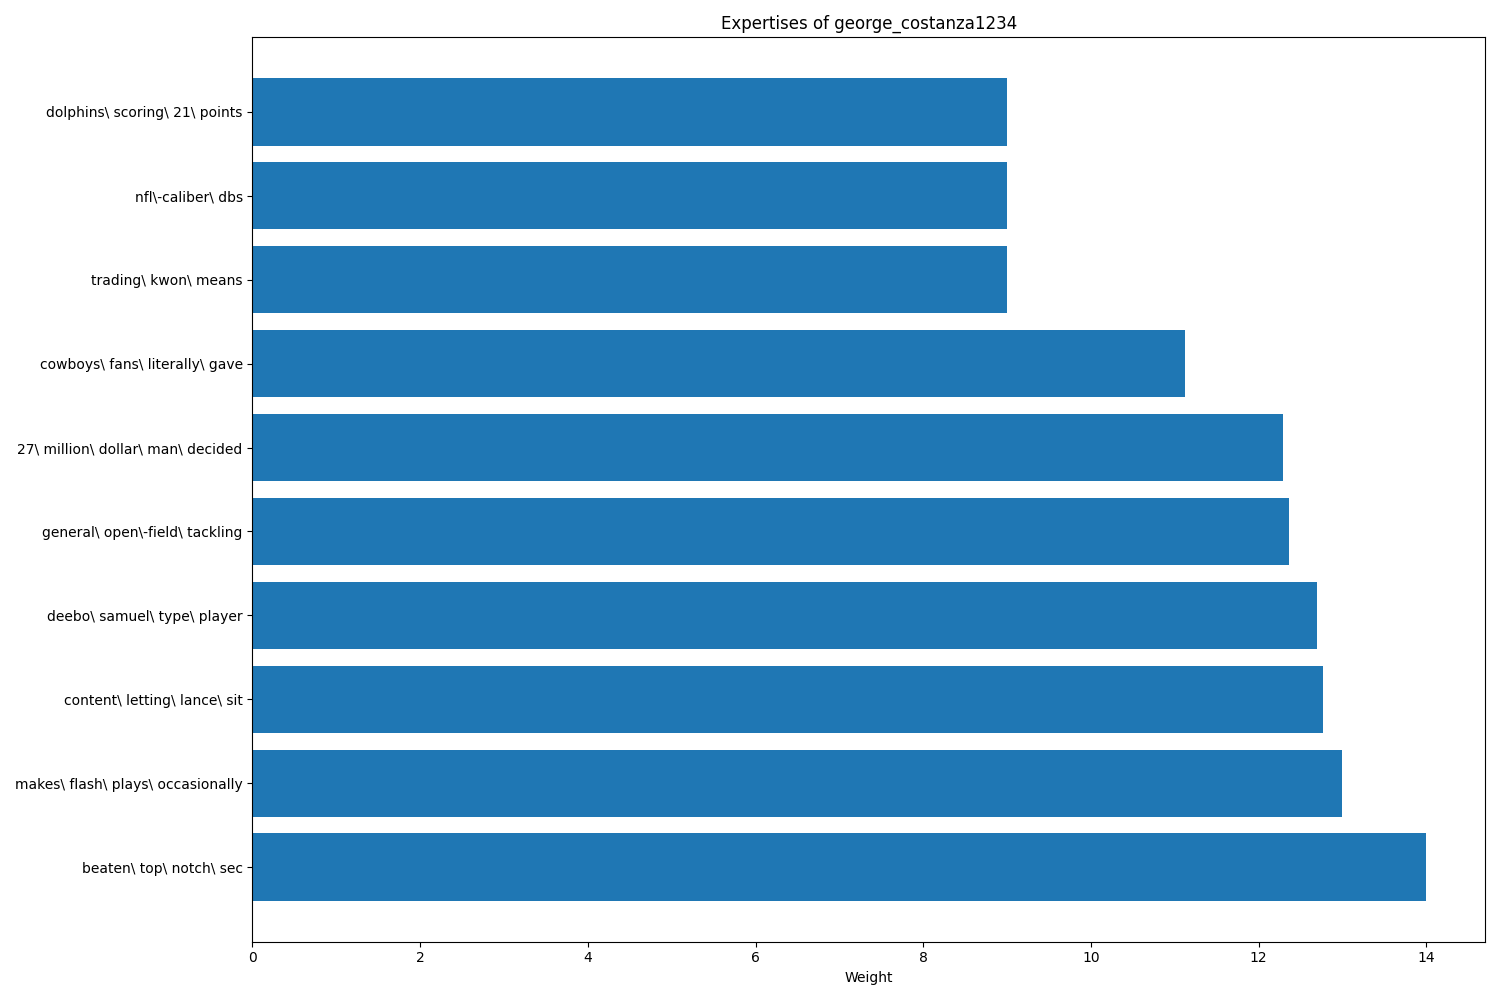 Expertises of george_costanza1234
dolphins\ scoring\ 21\ points
nfl\-caliber\ dbs
trading\ kwon\ means
cowboys\ fans\ literally\ gave
27\ million\ dollar\ man\ decided
general\ open\-field\ tackling
deebo\ samuel\ type\ player
content\ letting\ lance\ sit
makes\ flash\ plays\ occasionally
beaten\ top\ notch\ sec
0 2 4 6 8 10 12 14
Weight